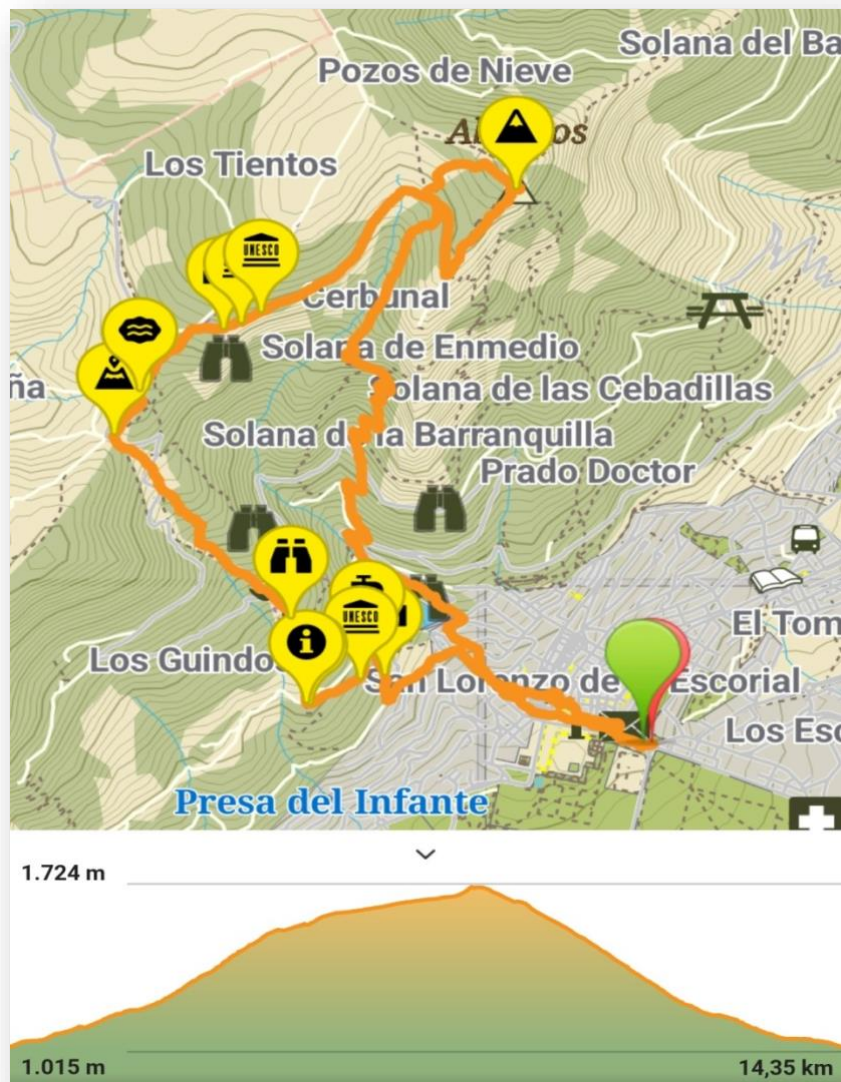 Solana del Ba
Pozos de Nieve
Los Tientos
UNESCO
Cerbunal
Solana de Enmedio
ña
Solana de las Cebadillas
Solana de la Barranquilla
Prado Doctor
UNESCO
El Tom
Los Guindo
San Lorenzo de Escorial
Los Esc
Presa del Infante
1.724 m
1.015 m
14,35 km